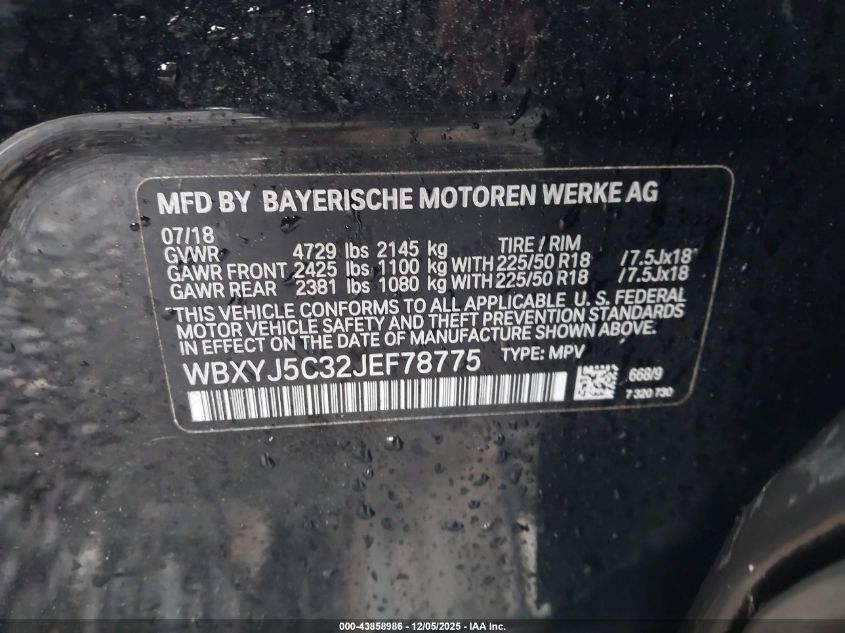 MFD BY BAYERISCHE MOTOREN WERKE AG
07/18 TIRE / RIM
GVWR 4729 lbs 2145 kg
GAWR FRONT 2425 lbs 1100 kg WITH 225/50 R18 /7.5Jx18
GAWR REAR 2381 lbs 1080 kg WITH 225/50 R18 /7.5Jx18
THIS VEHICLE CONFORMS TO ALL APPLICABLE U. S. FEDERAL
MOTOR VEHICLE SAFETY AND THEFT PREVENTION STANDARDS
IN EFFECT ON THE DATE OF MANUFACTURE SHOWN ABOVE.
WBXYJ5C32JEF78775 TYPE: MPV
668/9
7 320 730
000-43858986 - 12/05/2025 - IAA Inc.